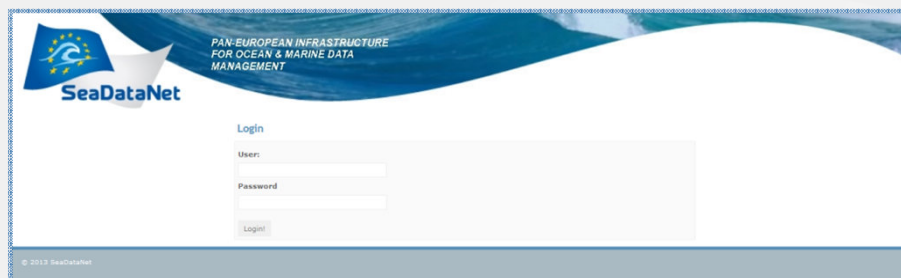 PAN-EUROPEAN INFRASTRUCTURE
FOR OCEAN & MARINE DATA
MANAGEMENT
SeaDataNet
Login
User:
Password
Login!
© 2013 SeaDataNet